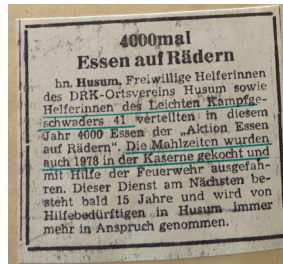 4000mal
Essen auf Rädern
hn. Husum. Freiwillige Helferinnen
des DRK-Ortsvereins Husum sowie
Helferinnen des Leichten Kampfge-
schwaders 41 verteilten in diesem
Jahr 4000 Essen der „Aktion Essen
auf Rädern". Die Mahlzeiten wurden
auch 1978 in der Kaserne gekocht und
mit Hilfe der Feuerwehr ausgefah-
ren. Dieser Dienst am Nächsten be-
steht bald 15 Jahre und wird von
Hilfebedürftigen in Husum immer
mehr in Anspruch genommen.